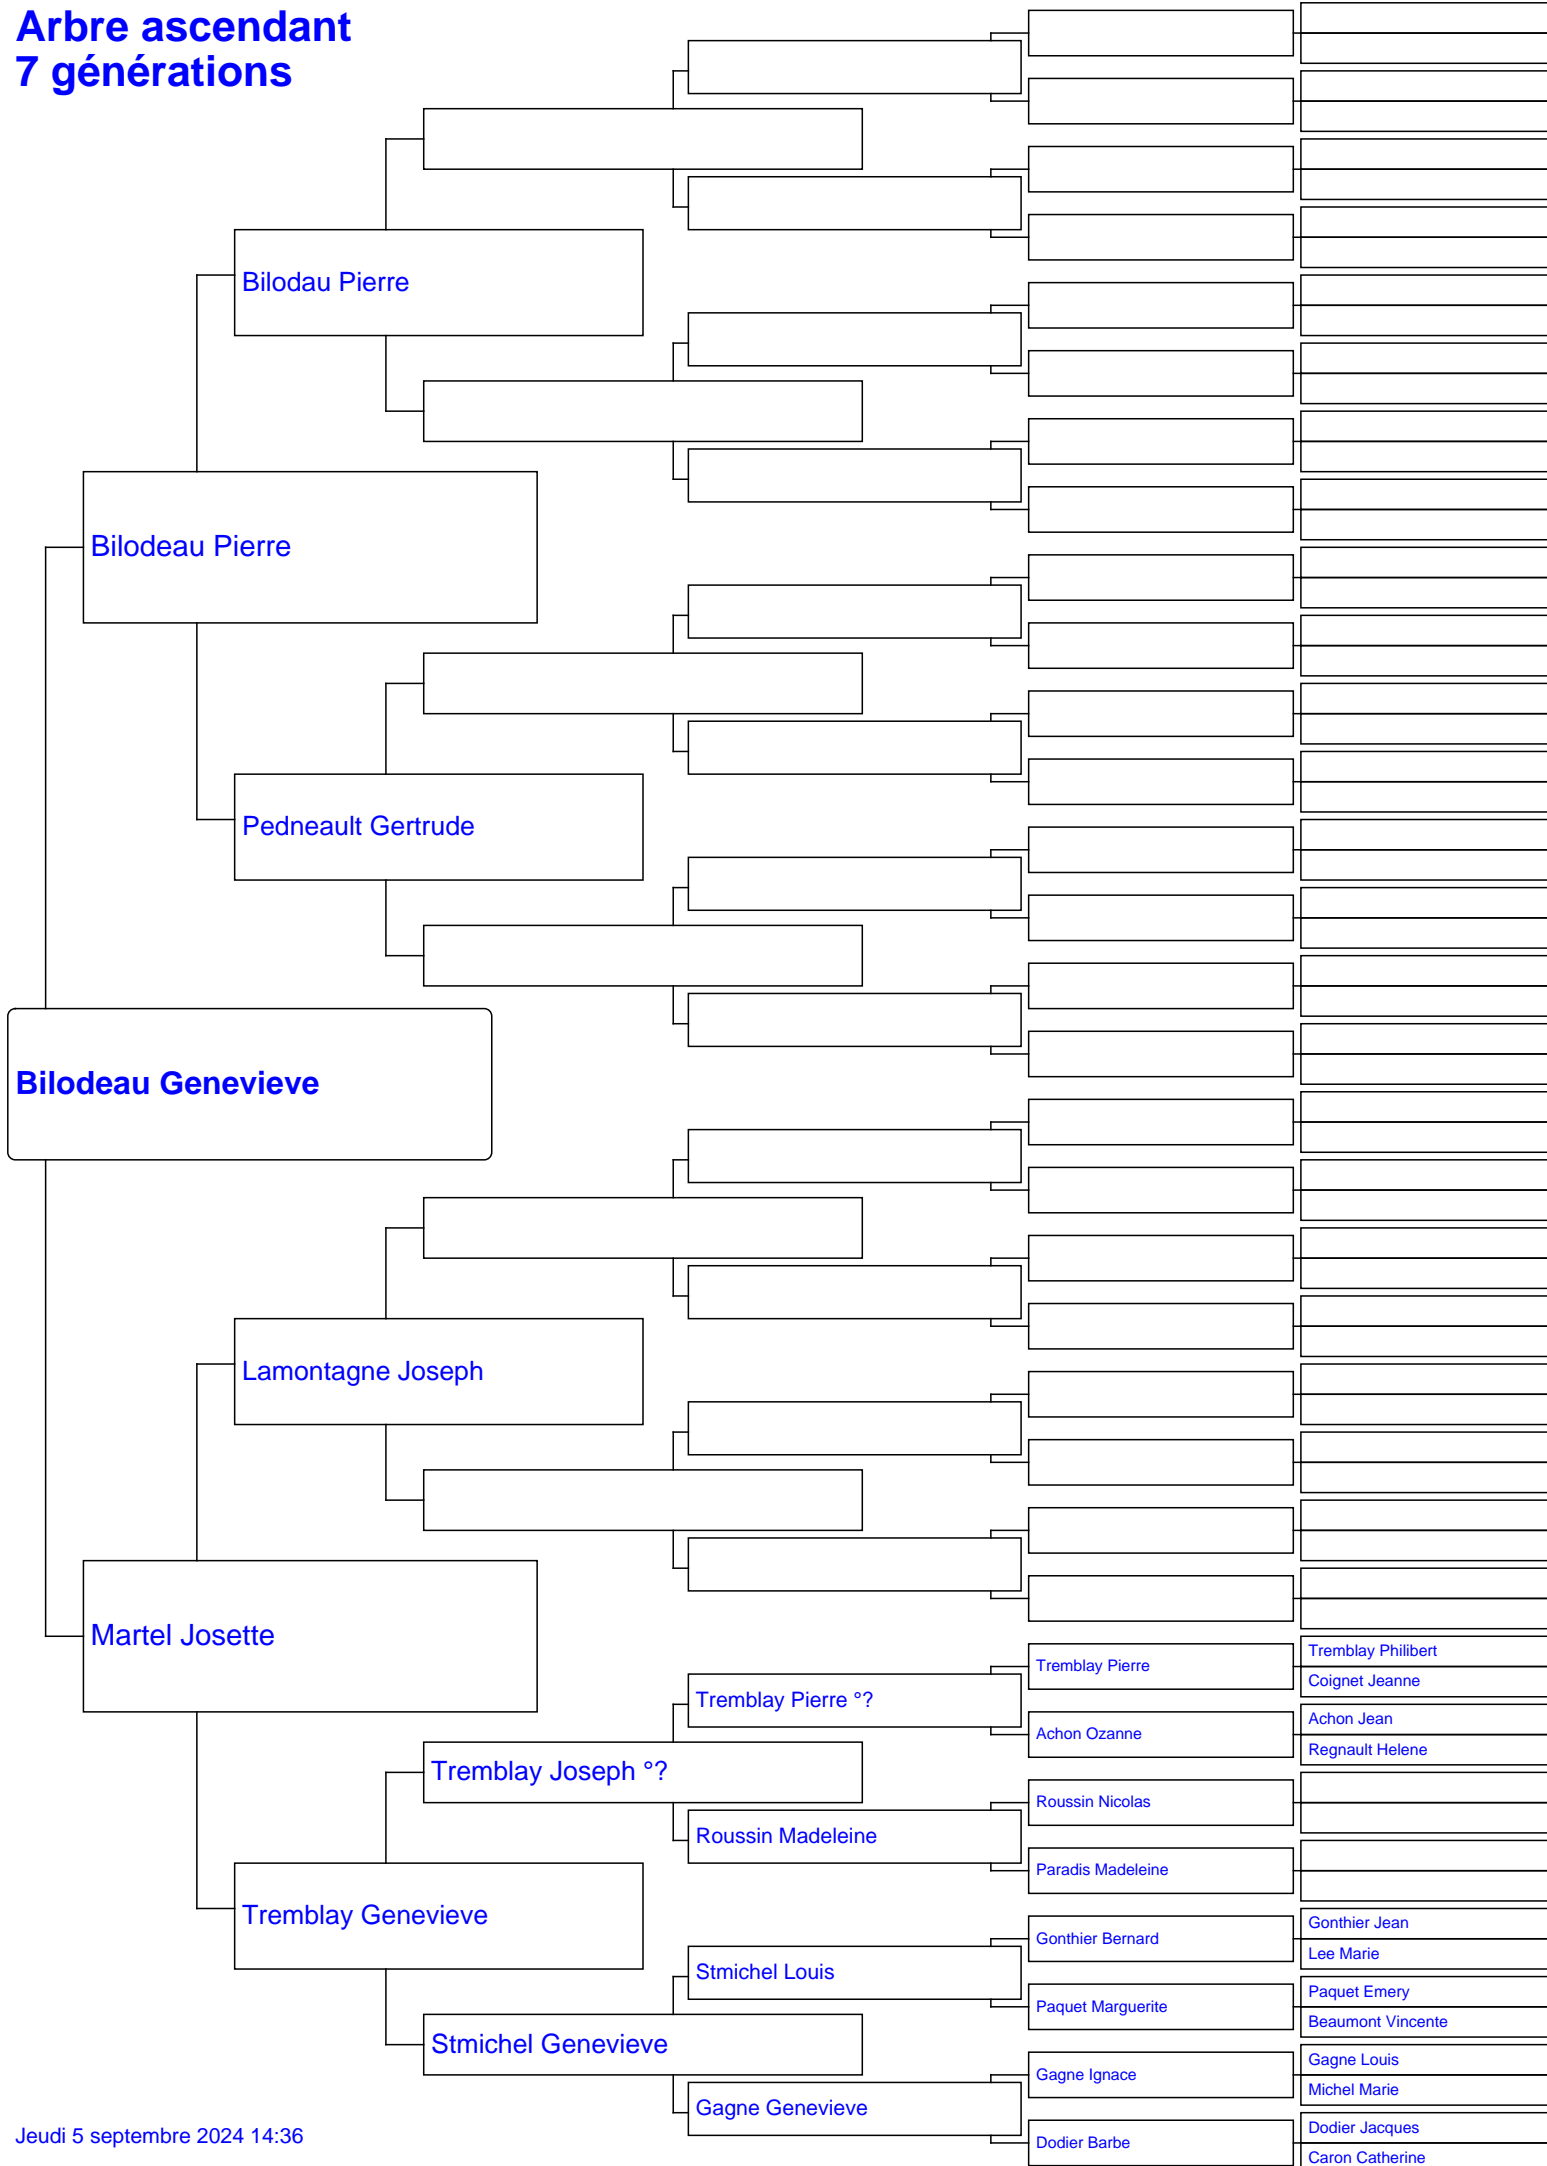 Arbre ascendant
7 générations
Bilodau Pierre
Bilodeau Pierre
Pedneault Gertrude
Bilodeau Genevieve
Lamontagne Joseph
Martel Josette
Tremblay Philibert
Tremblay Pierre
Coignet Jeanne
Tremblay Pierre °?
Achon Jean
Achon Ozanne
Regnault Helene
Tremblay Joseph °?
Roussin Nicolas
Roussin Madeleine
Paradis Madeleine
Tremblay Genevieve
Gonthier Jean
Gonthier Bernard
Lee Marie
Stmichel Louis
Paquet Emery
Paquet Marguerite
Beaumont Vincente
Stmichel Genevieve
Gagne Louis
Gagne Ignace
Michel Marie
Gagne Genevieve
Dodier Jacques
Dodier Barbe
Caron Catherine
Jeudi 5 septembre 2024 14:36